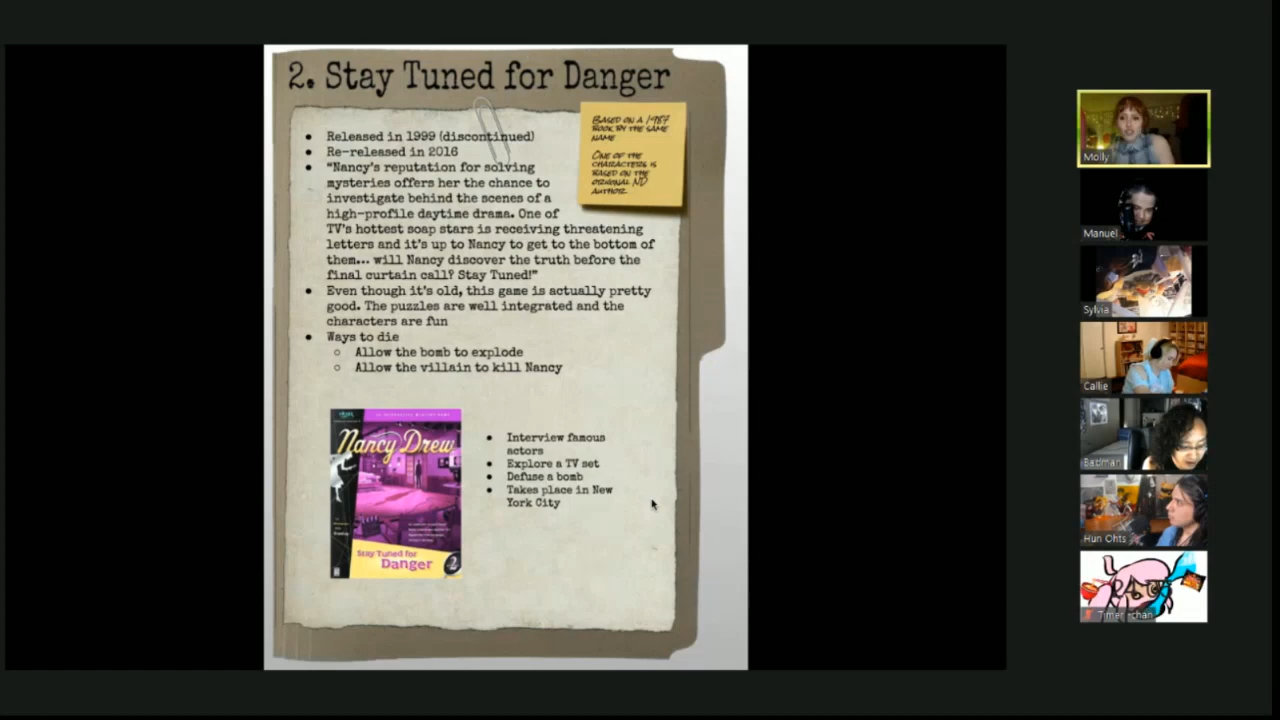 2. Stay Tuned for Danger
BASED ON A 1987
BOOK BY THE SAME
NAME
ONE OF THE
CHARACTERS IS
BASED ON THE
ORIGINAL ND
AUTHOR
● Released in 1999 (discontinued)
● Re-released in 2016
● “Nancy’s reputation for solving
mysteries offers her the chance to
investigate behind the scenes of a
high-profile daytime drama. One of
TV’s hottest soap stars is receiving threatening
letters and it’s up to Nancy to get to the bottom of
them... will Nancy discover the truth before the
final curtain call? Stay Tuned!”
● Even though it’s old, this game is actually pretty
good. The puzzles are well integrated and the
characters are fun
● Ways to die
○ Allow the bomb to explode
○ Allow the villain to kill Nancy
Nancy Drew
Stay Tuned for
Danger
2
● Interview famous
actors
● Explore a TV set
● Defuse a bomb
● Takes place in New
York City
Molly
Manuel
Sylvia
Callie
Badman
Hun Ohts
Timer-chan